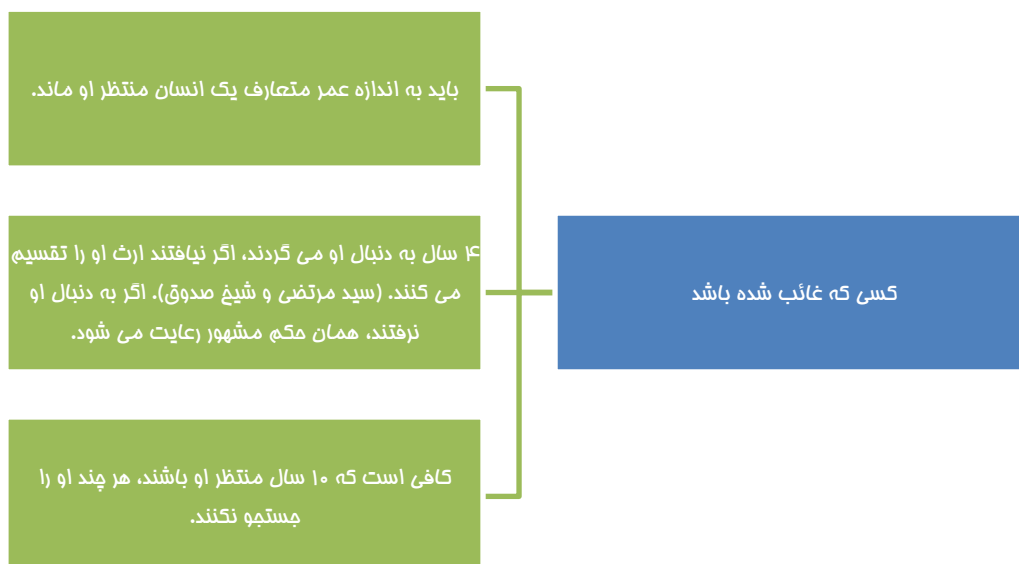 کسی که غائب شده باشد
باید به اندازه عمر متعارف یک انسان منتظر او ماند.
۴ سال به دنبال او می گردند، اگر نیافتند ارث او را تقسیم
می کنند. (سید مرتضی و شیخ صدوق). اگر به دنبال او
نرفتند، همان حکم مشهور رعایت می شود.
کافی است که ۱۰ سال منتظر او باشند، هر چند او را
جستجو نکنند.